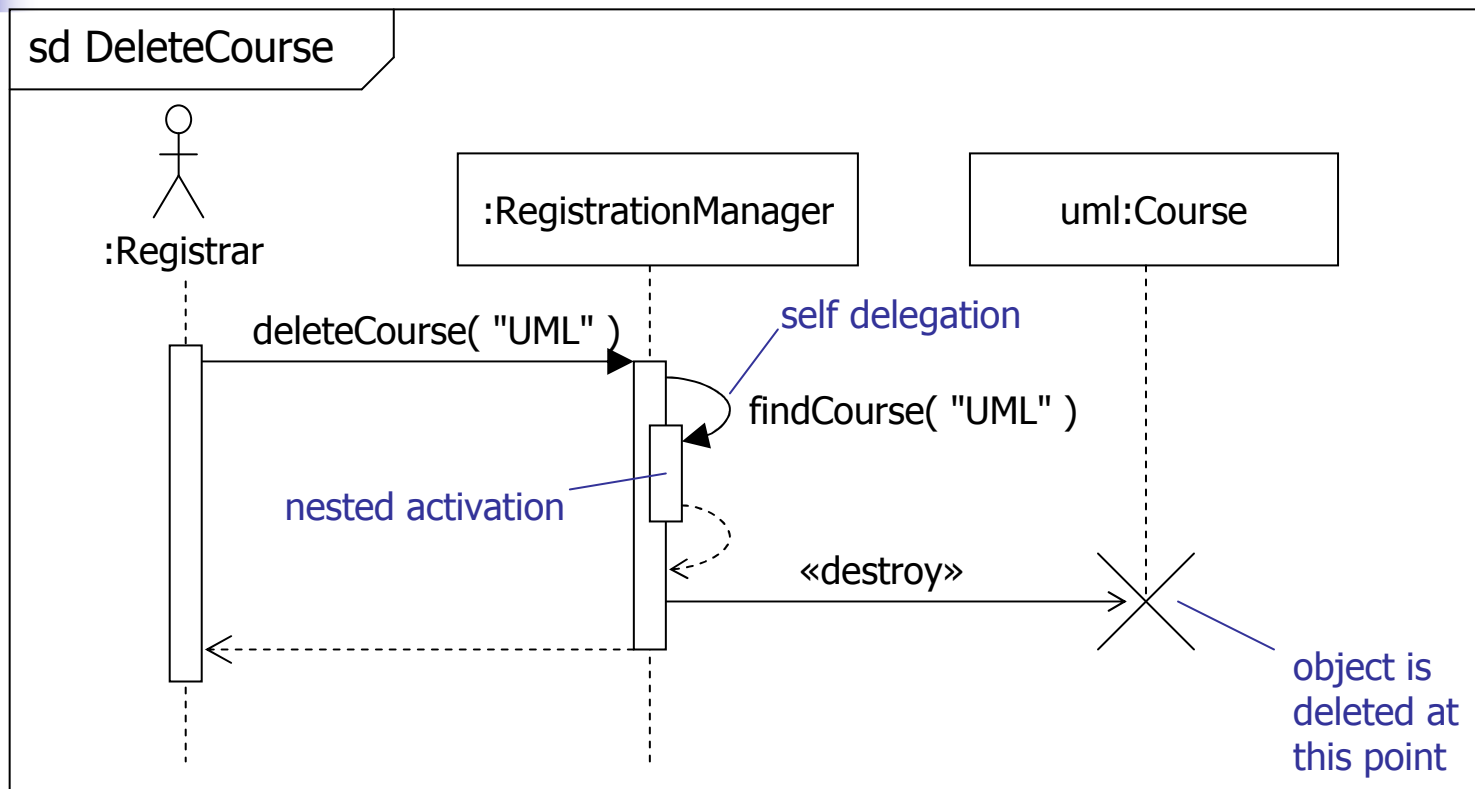 sd DeleteCourse
:Registrar
:RegistrationManager
uml:Course
deleteCourse( "UML" )
self delegation
findCourse( "UML" )
nested activation
«destroy»
object is
deleted at
this point